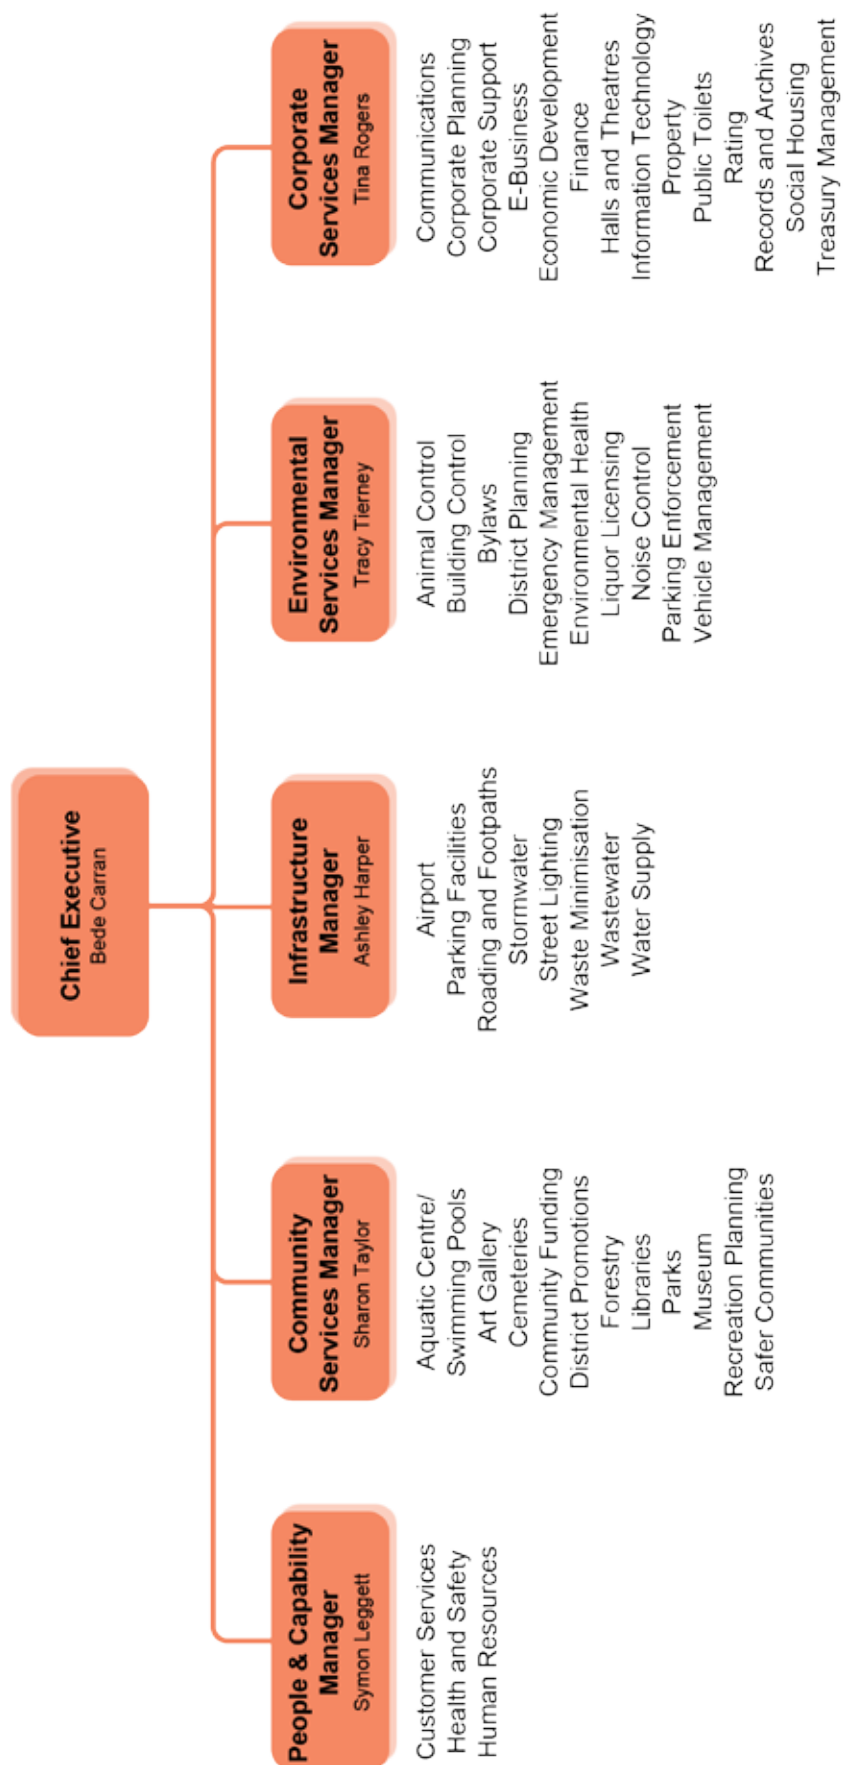 Chief Executive
Bede Carran
People & Capability
Manager
Symon Leggett
Customer Services
Health and Safety
Human Resources
Community
Services Manager
Sharon Taylor
Aquatic Centre/
Swimming Pools
Art Gallery
Cemeteries
Community Funding
District Promotions
Forestry
Libraries
Parks
Museum
Recreation Planning
Safer Communities
Infrastructure
Manager
Ashley Harper
Airport
Parking Facilities
Roading and Footpaths
Stormwater
Street Lighting
Waste Minimisation
Wastewater
Water Supply
Environmental
Services Manager
Tracy Tierney
Animal Control
Building Control
Bylaws
District Planning
Emergency Management
Environmental Health
Liquor Licensing
Noise Control
Parking Enforcement
Vehicle Management
Corporate
Services Manager
Tina Rogers
Communications
Corporate Planning
Corporate Support
E-Business
Economic Development
Finance
Halls and Theatres
Information Technology
Property
Public Toilets
Rating
Records and Archives
Social Housing
Treasury Management